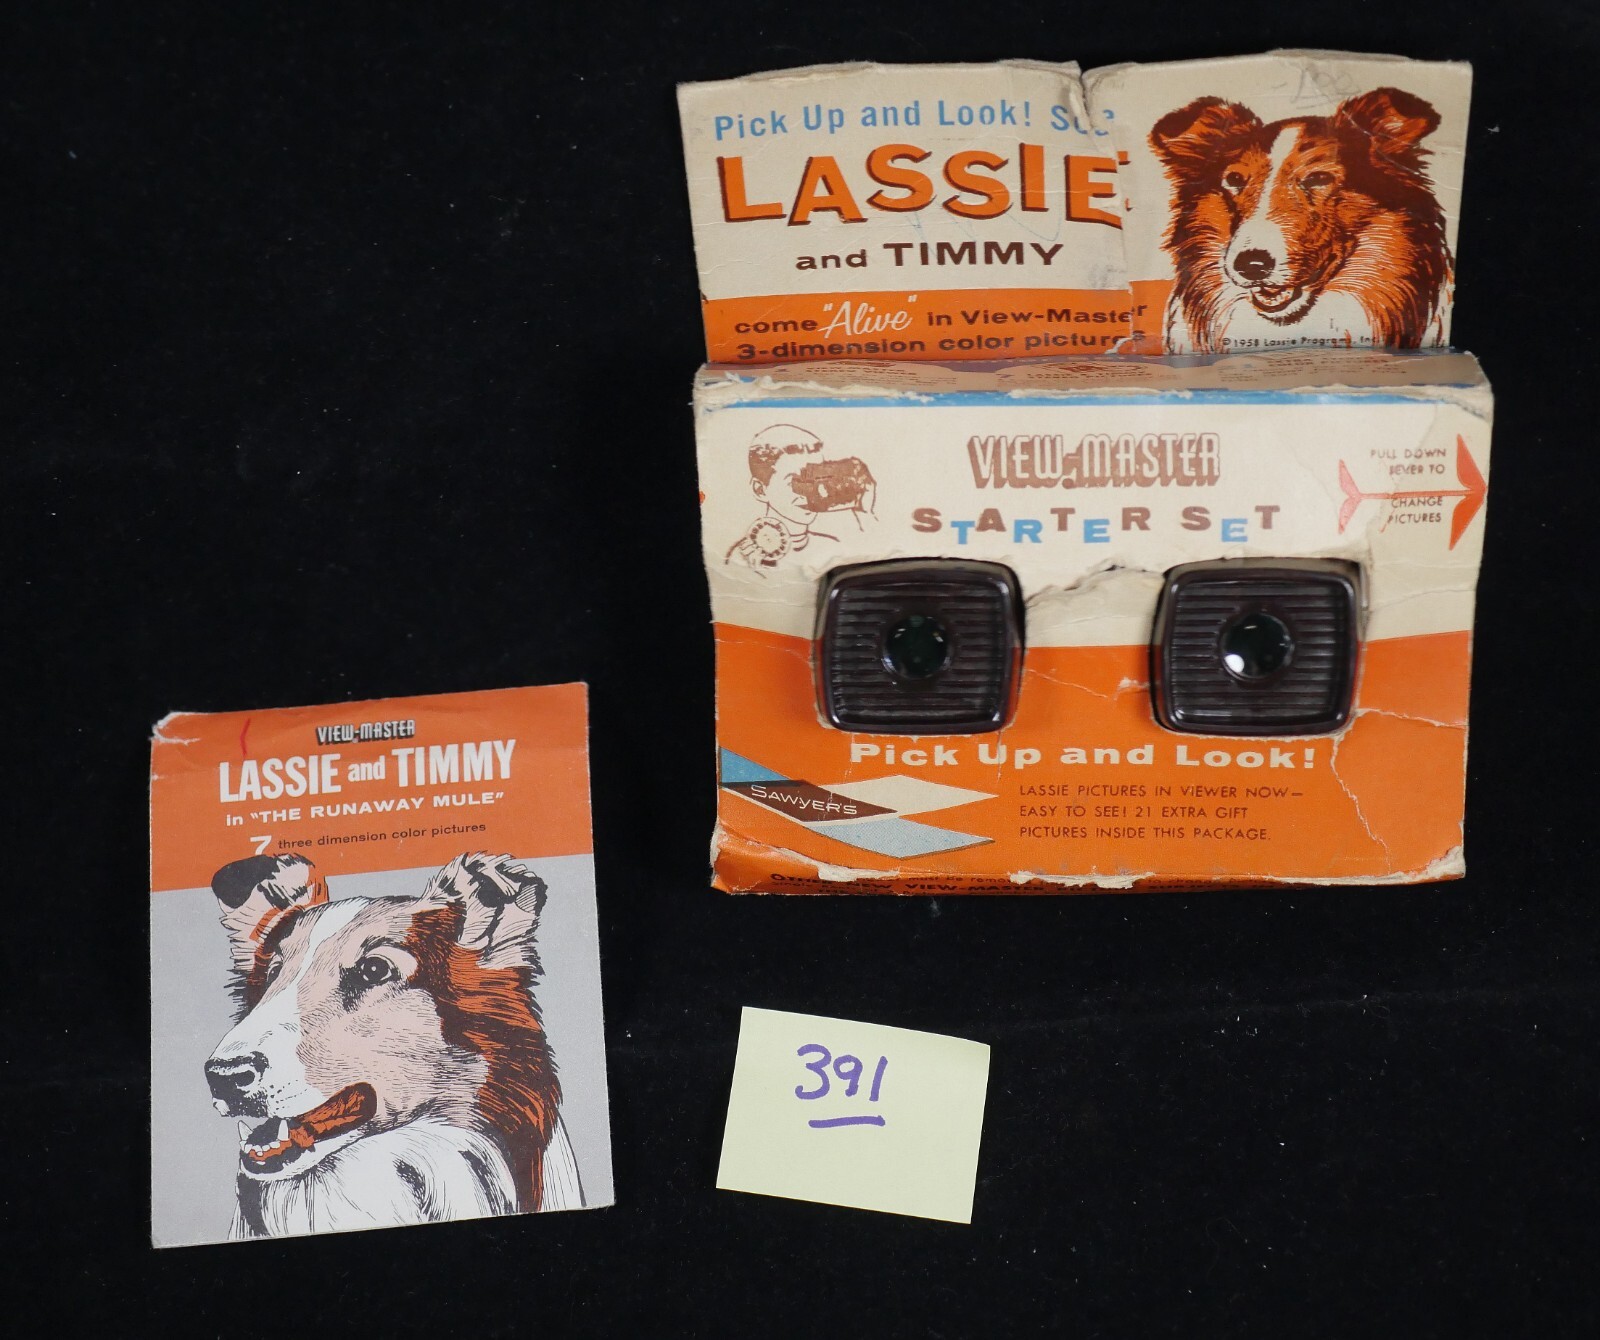 Pick Up and Look! See
LASSIE
and TIMMY
come "Alive" in View-Master
3-dimension color pictures
© 1958 Lassie Programs, Inc.
VIEW-MASTER
STARTER SET
PULL DOWN
LEVER TO
CHANGE
PICTURES
Pick Up and Look!
SAWYER'S
LASSIE PICTURES IN VIEWER NOW—
EASY TO SEE! 21 EXTRA GIFT
PICTURES INSIDE THIS PACKAGE.
NEW VIEW-MASTER
VIEW-MASTER
LASSIE and TIMMY
in "THE RUNAWAY MULE"
7 three dimension color pictures
391